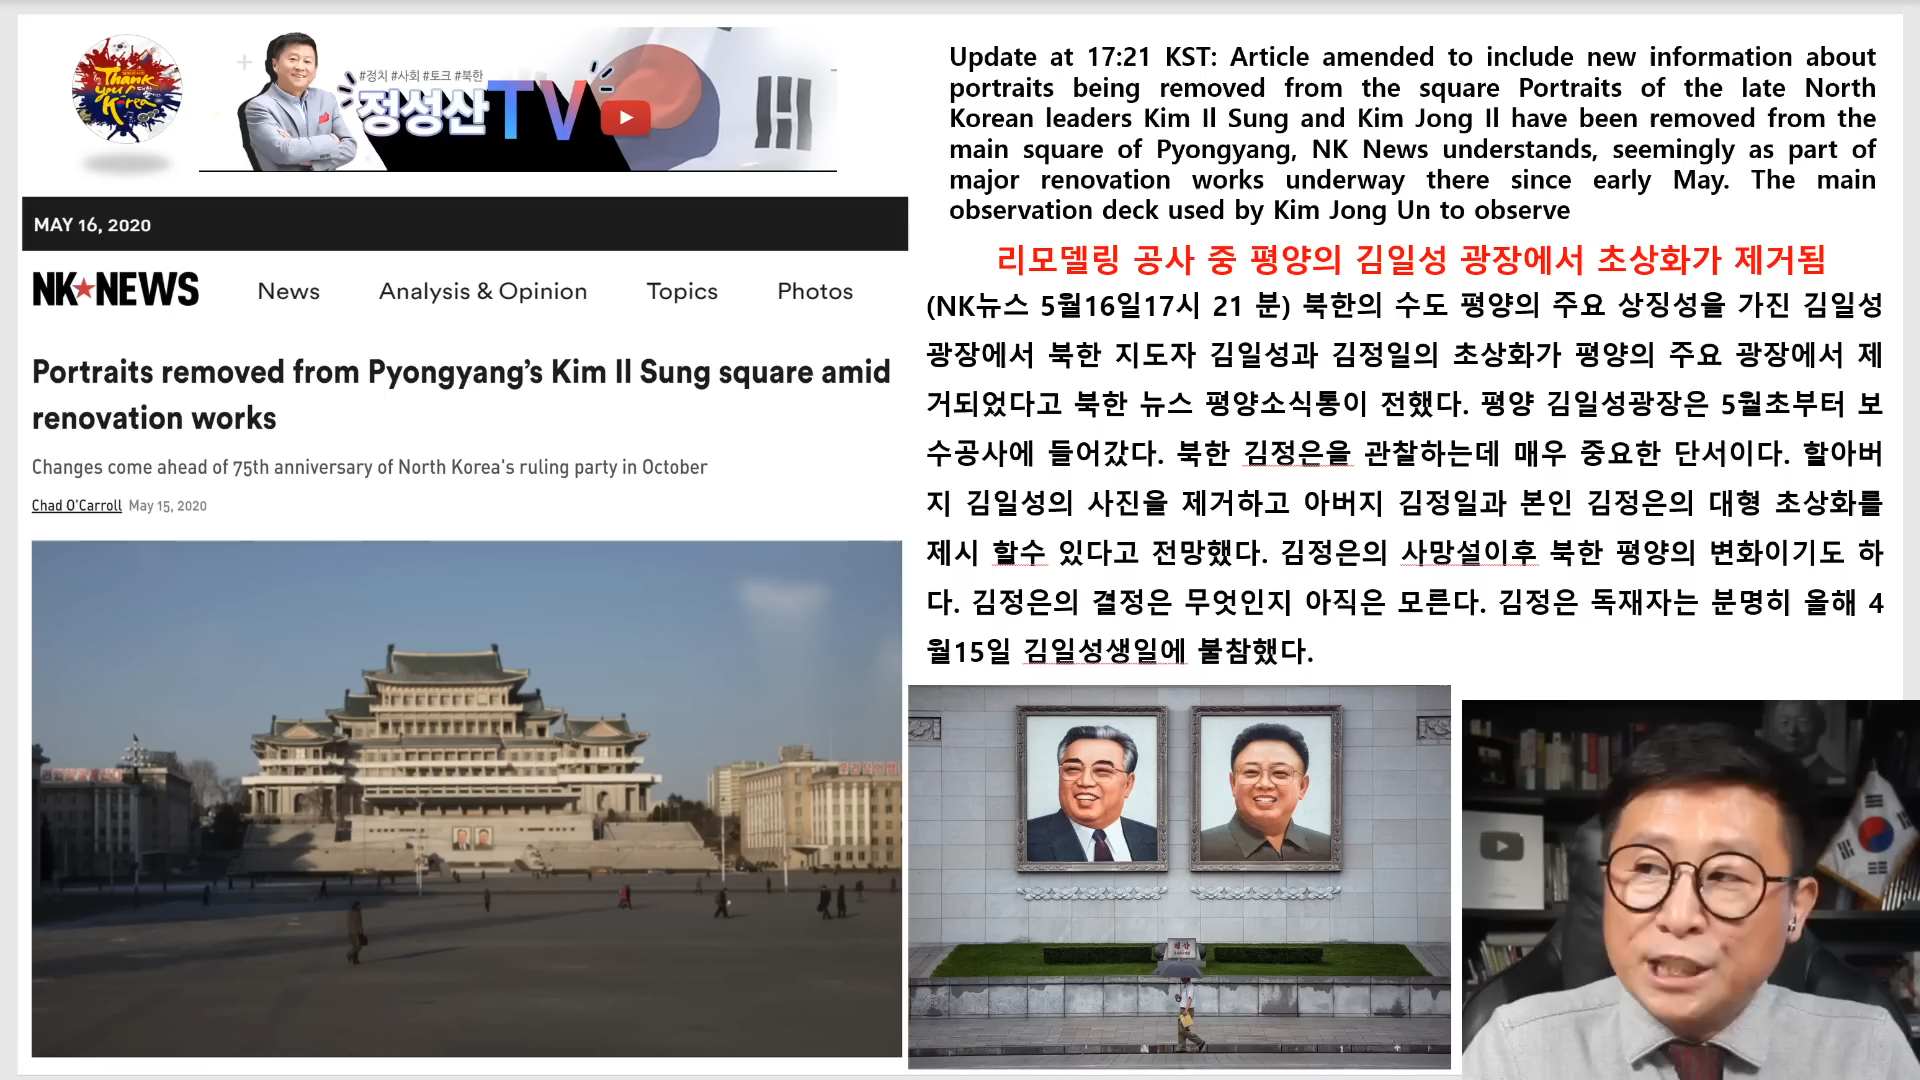 Thank
you
Korea
#정치 #사회 #토크 #북한
정성산TV
MAY 16, 2020
NK NEWS
News
Analysis & Opinion
Topics
Photos
Portraits removed from Pyongyang's Kim Il Sung square amid
renovation works
Changes come ahead of 75th anniversary of North Korea's ruling party in October
Chad O'Carroll May 15, 2020
Update at 17:21 KST: Article amended to include new information about
portraits being removed from the square Portraits of the late North
Korean leaders Kim Il Sung and Kim Jong Il have been removed from the
main square of Pyongyang, NK News understands, seemingly as part of
major renovation works underway there since early May. The main
observation deck used by Kim Jong Un to observe
리모델링 공사 중 평양의 김일성 광장에서 초상화가 제거됨
(NK뉴스 5월16일17시 21 분) 북한의 수도 평양의 주요 상징성을 가진 김일성
광장에서 북한 지도자 김일성과 김정일의 초상화가 평양의 주요 광장에서 제
거되었다고 북한 뉴스 평양소식통이 전했다. 평양 김일성광장은 5월초부터 보
수공사에 들어갔다. 북한 김정은을 관찰하는데 매우 중요한 단서이다. 할아버
지 김일성의 사진을 제거하고 아버지 김정일과 본인 김정은의 대형 초상화를
제시 할수 있다고 전망했다. 김정은의 사망설이후 북한 평양의 변화이기도 하
다. 김정은의 결정은 무엇인지 아직은 모른다. 김정은 독재자는 분명히 올해 4
월15일 김일성생일에 불참했다.